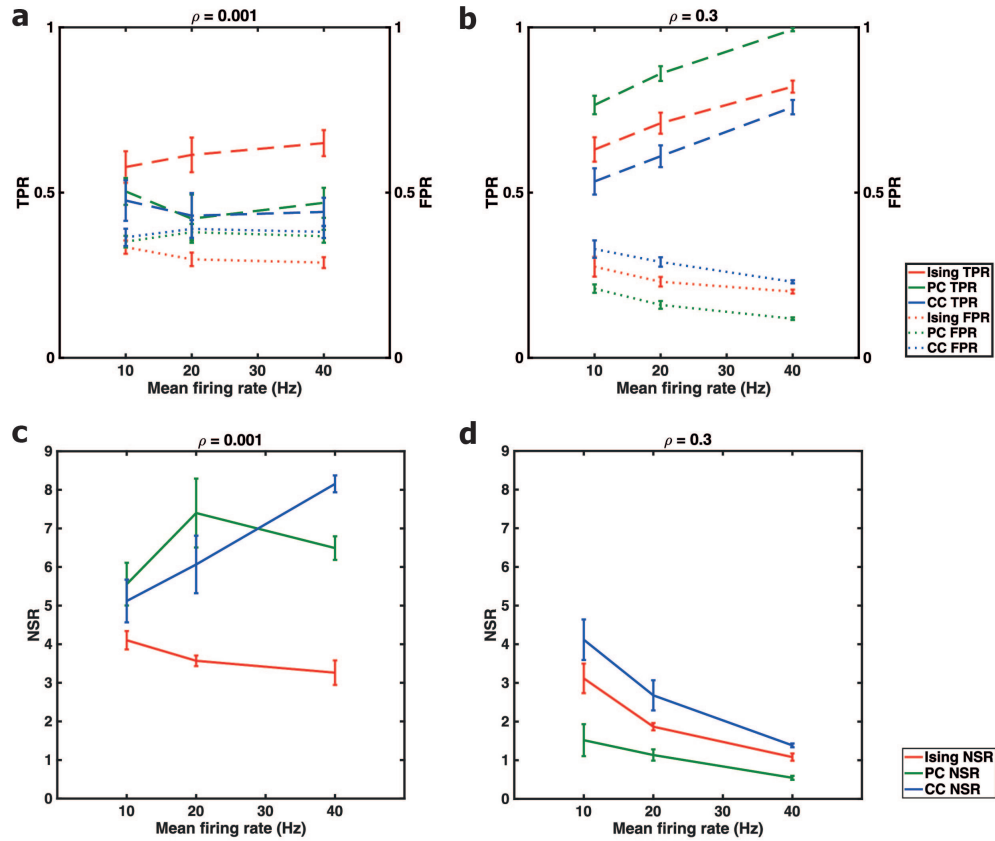 a
ρ = 0.001
1
0.5
0
TPR
1
0.5
0
FPR
10
20
30
40
Mean firing rate (Hz)
b
ρ = 0.3
1
0.5
0
TPR
1
0.5
0
FPR
10
20
30
40
Mean firing rate (Hz)
Ising TPR
PC TPR
CC TPR
Ising FPR
PC FPR
CC FPR
c
ρ = 0.001
9
8
7
6
5
4
3
2
1
0
NSR
10
20
30
40
Mean firing rate (Hz)
d
ρ = 0.3
9
8
7
6
5
4
3
2
1
0
NSR
10
20
30
40
Mean firing rate (Hz)
Ising NSR
PC NSR
CC NSR